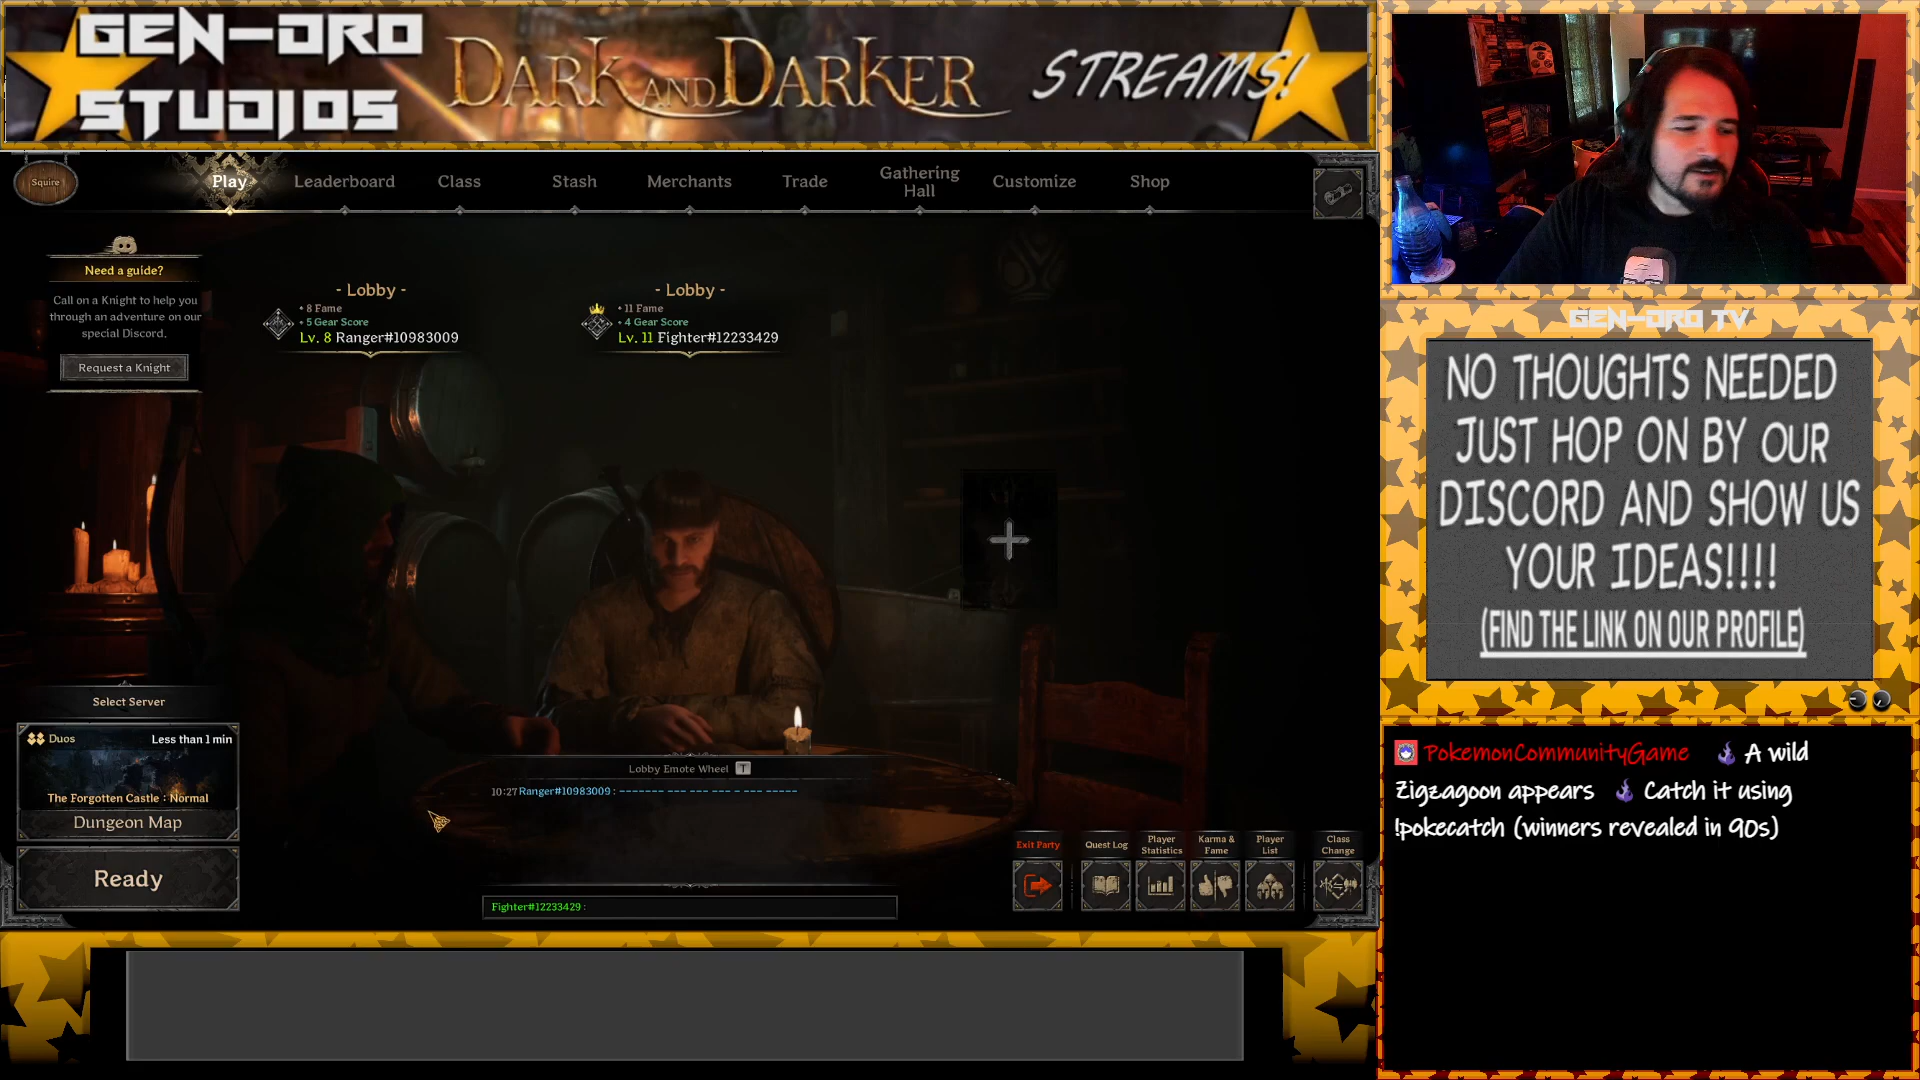 GEN-DRO
STUDIOS
DARK AND DARKER
STREAMS!
Squire
Play
Leaderboard
Class
Stash
Merchants
Trade
Gathering
Hall
Customize
Shop
Need a guide?
Call on a Knight to help you
through an adventure on our
special Discord.
Request a Knight
- Lobby -
+ 8 Fame
+ 5 Gear Score
Lv. 8 Ranger#10983009
- Lobby -
+ 11 Fame
+ 4 Gear Score
Lv. 11 Fighter#12233429
Select Server
Duos
Less than 1 min
The Forgotten Castle : Normal
Dungeon Map
Ready
Lobby Emote Wheel T
10:27 Ranger#10983009 : ------- --- --- --- - --- -----
Fighter#12233429 :
Exit Party
Quest Log
Player
Statistics
Karma &
Fame
Player
List
Class
Change
GEN-DRO TV
NO THOUGHTS NEEDED
JUST HOP ON BY OUR
DISCORD AND SHOW US
YOUR IDEAS!!!!
(FIND THE LINK ON OUR PROFILE)
PokemonCommunityGame A wild
Zigzagoon appears Catch it using
!pokecatch (winners revealed in 90s)